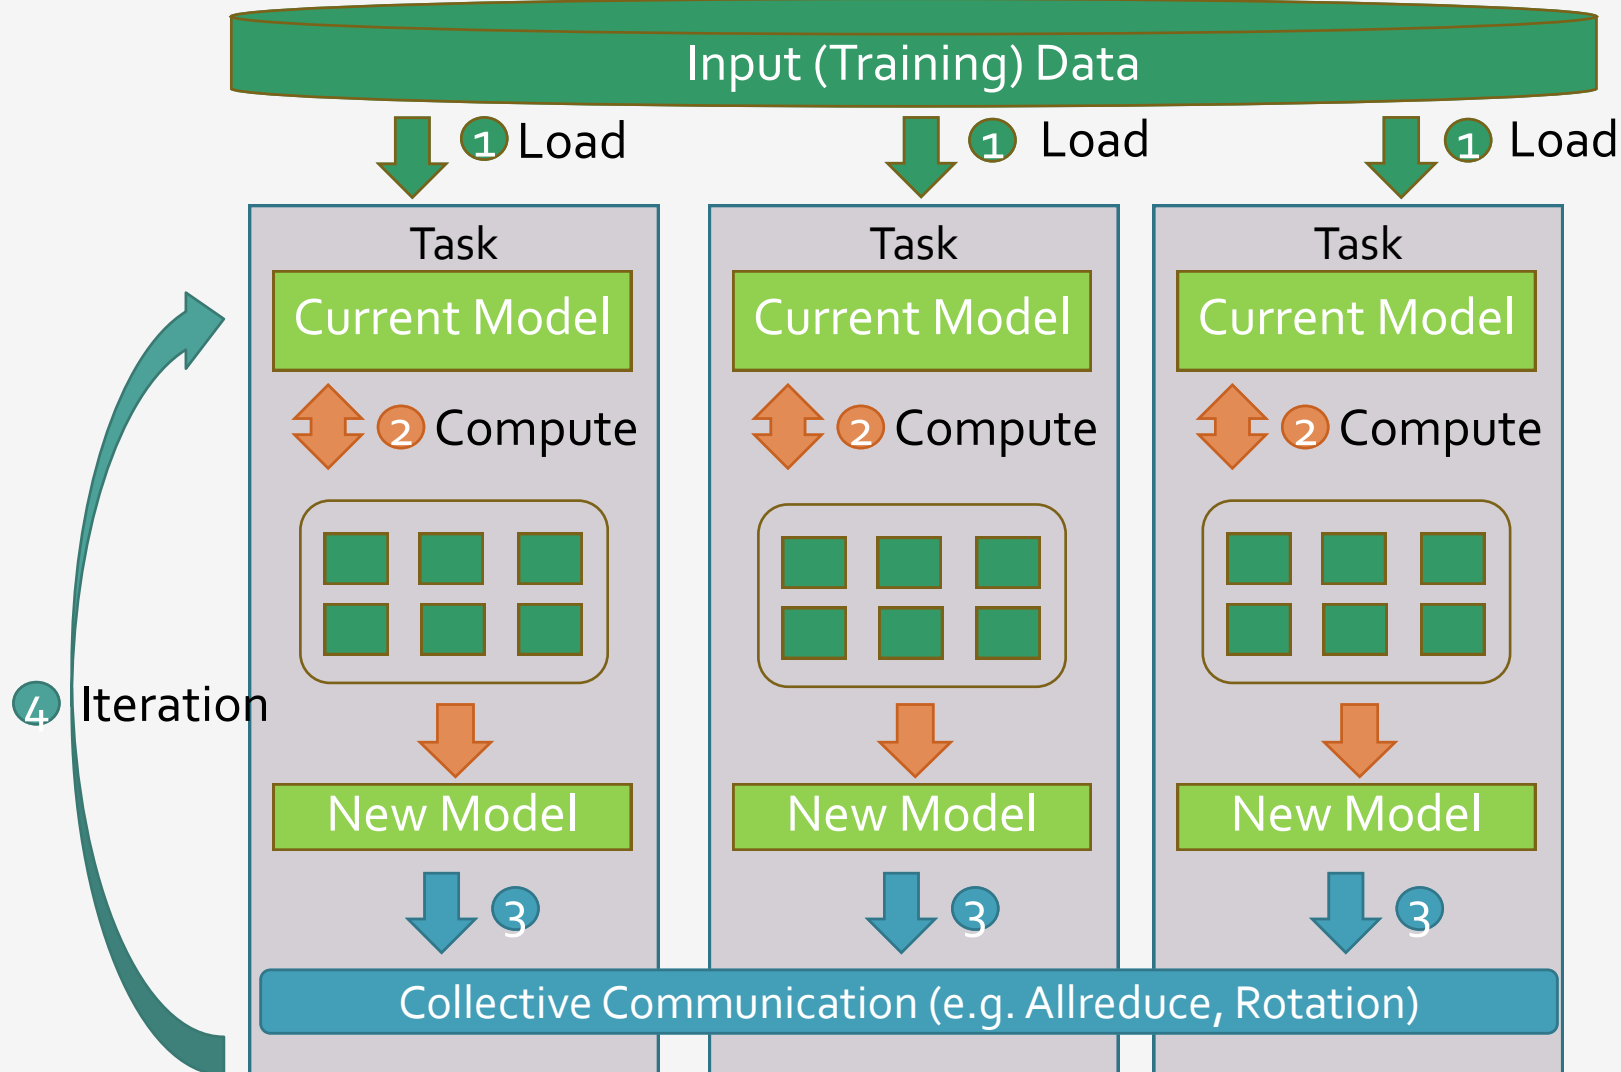 Input (Training) Data
1 Load
1 Load
1 Load
Task
Task
Task
Current Model
Current Model
Current Model
2 Compute
2 Compute
2 Compute
4 Iteration
New Model
New Model
New Model
3
3
3
Collective Communication (e.g. Allreduce, Rotation)